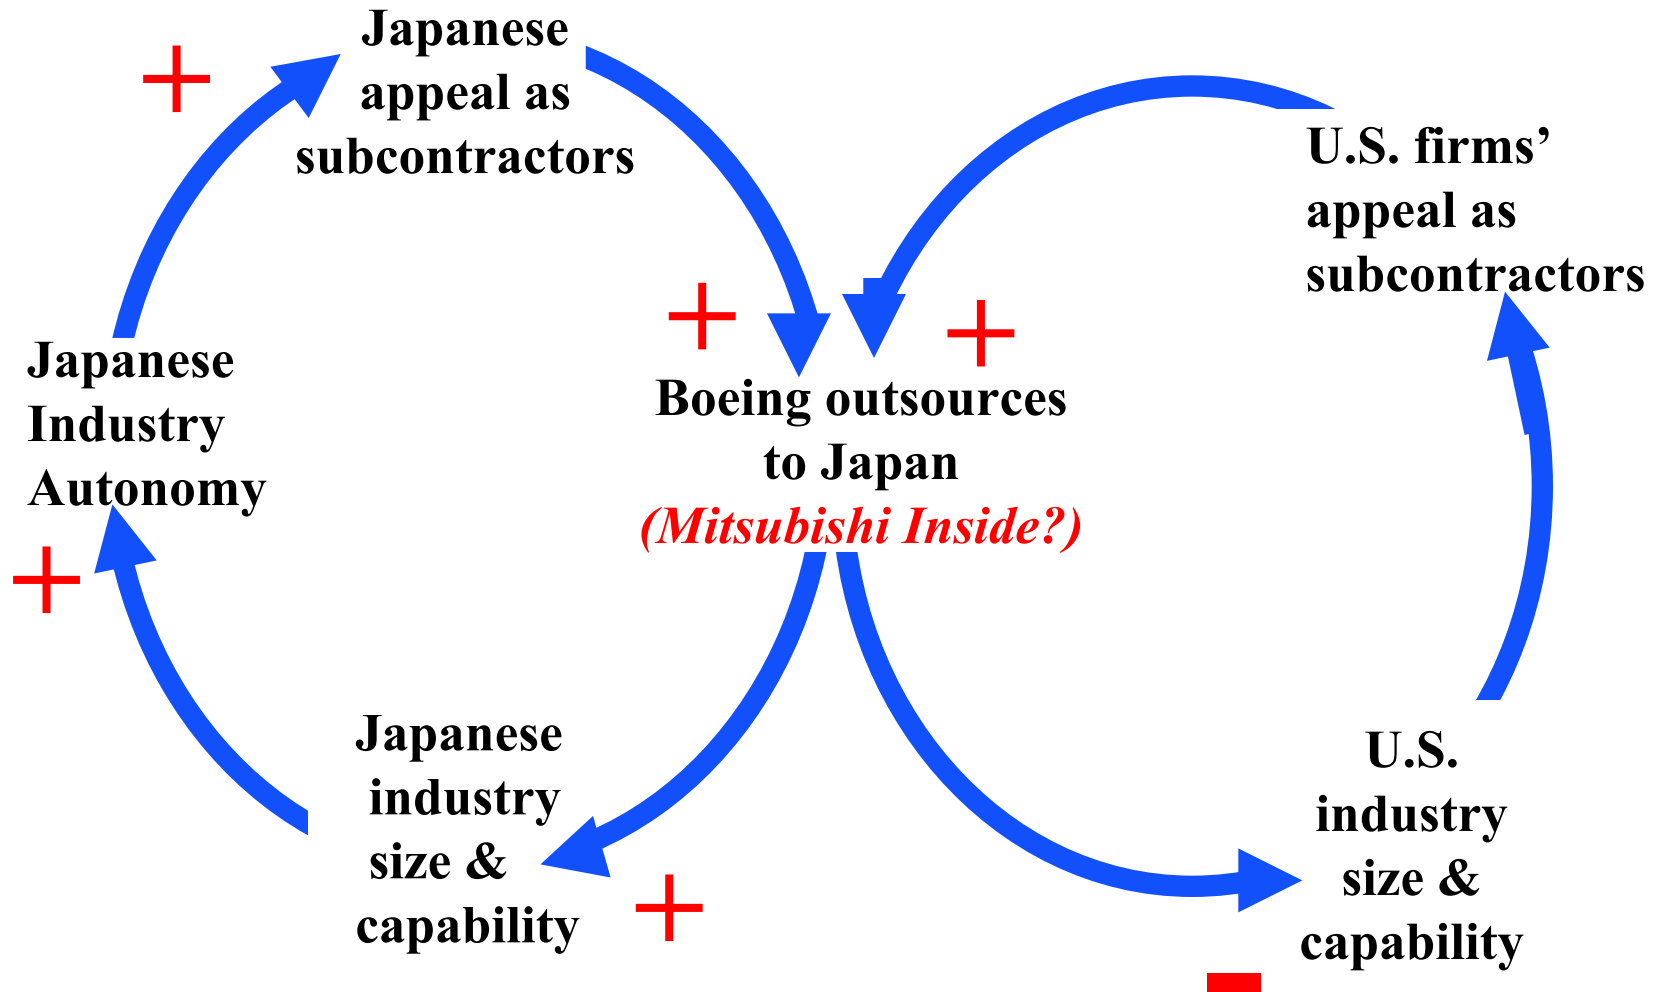 Japanese
appeal as
subcontractors
U.S. firms’
appeal as
subcontractors
Japanese
Industry
Autonomy
Boeing outsources
to Japan
(Mitsubishi Inside?)
Japanese
industry
size &
capability
U.S.
industry
size &
capability
+
+
+
+
+
-